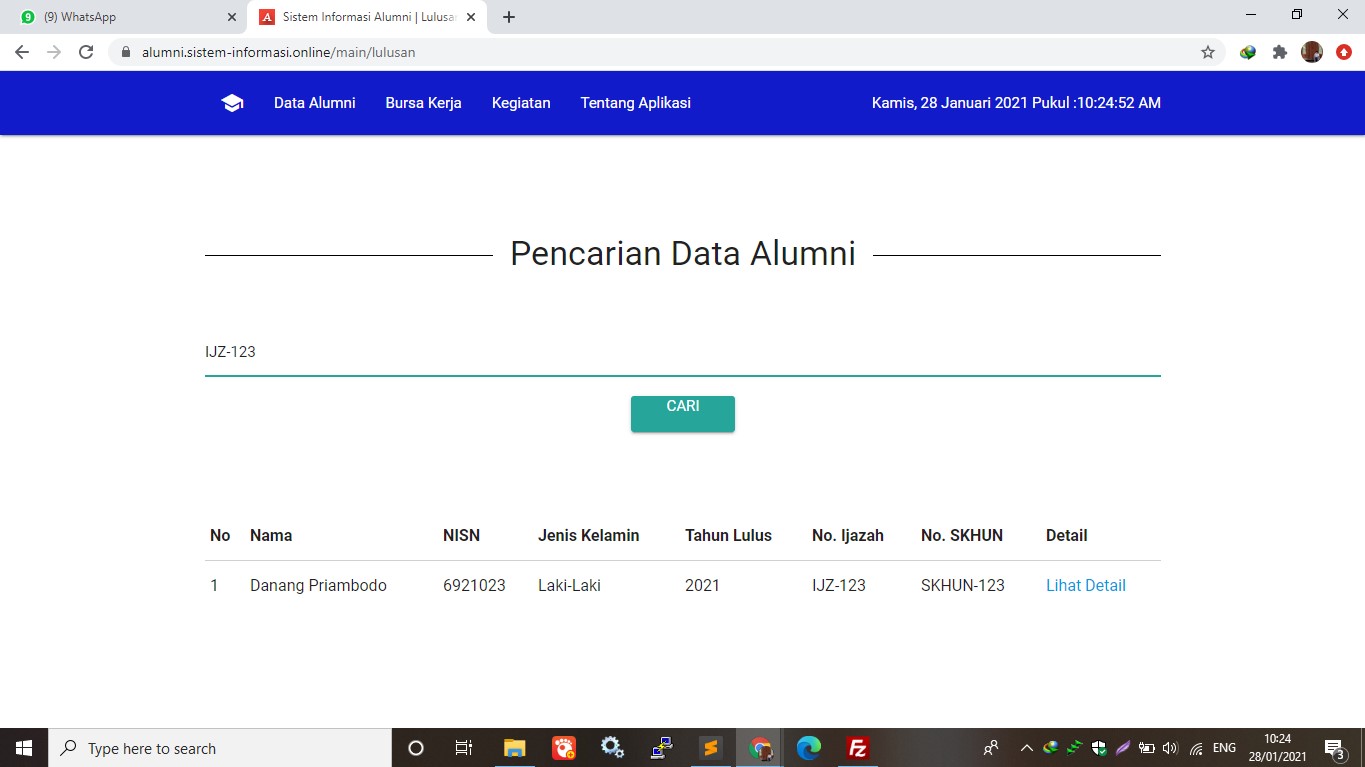 (9) WhatsApp
Sistem Informasi Alumni | Lulusa
alumni.sistem-informasi.online/main/lulusan
Data Alumni Bursa Kerja Kegiatan Tentang Aplikasi Kamis, 28 Januari 2021 Pukul :10:24:52 AM
Pencarian Data Alumni
IJZ-123
CARI
No Nama NISN Jenis Kelamin Tahun Lulus No. Ijazah No. SKHUN Detail
1 Danang Priambodo 6921023 Laki-Laki 2021 IJZ-123 SKHUN-123 Lihat Detail
Type here to search
ENG
10:24
28/01/2021
3